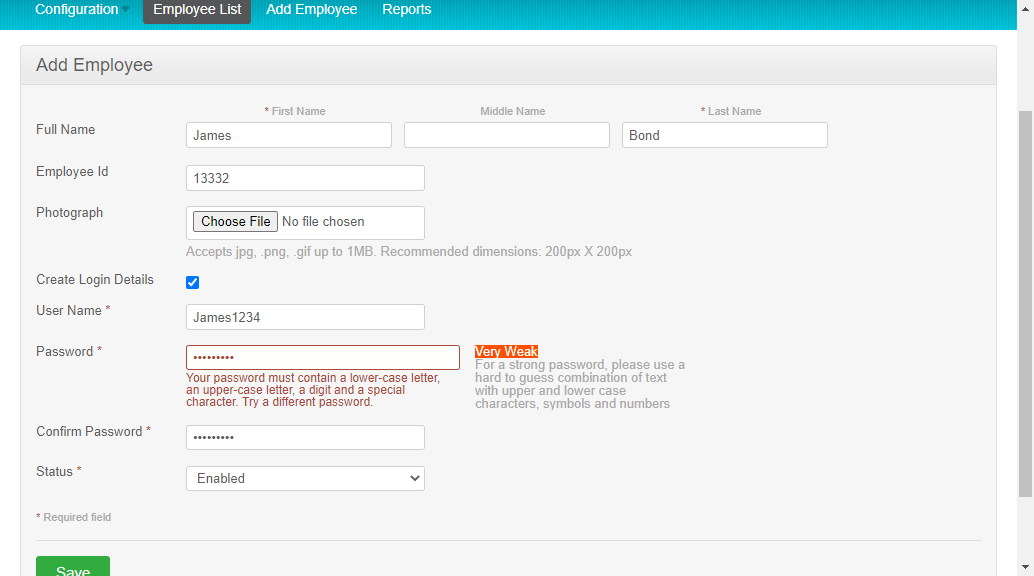 Configuration Employee List Add Employee Reports
Add Employee
* First Name Middle Name * Last Name
Full Name James Bond
Employee Id 13332
Photograph Choose File No file chosen
Accepts jpg, .png, .gif up to 1MB. Recommended dimensions: 200px X 200px
Create Login Details
User Name * James1234
Password * •••••••••
Your password must contain a lower-case letter,
an upper-case letter, a digit and a special
character. Try a different password.
Very Weak
For a strong password, please use a
hard to guess combination of text
with upper and lower case
characters, symbols and numbers
Confirm Password * •••••••••
Status * Enabled
* Required field
Save